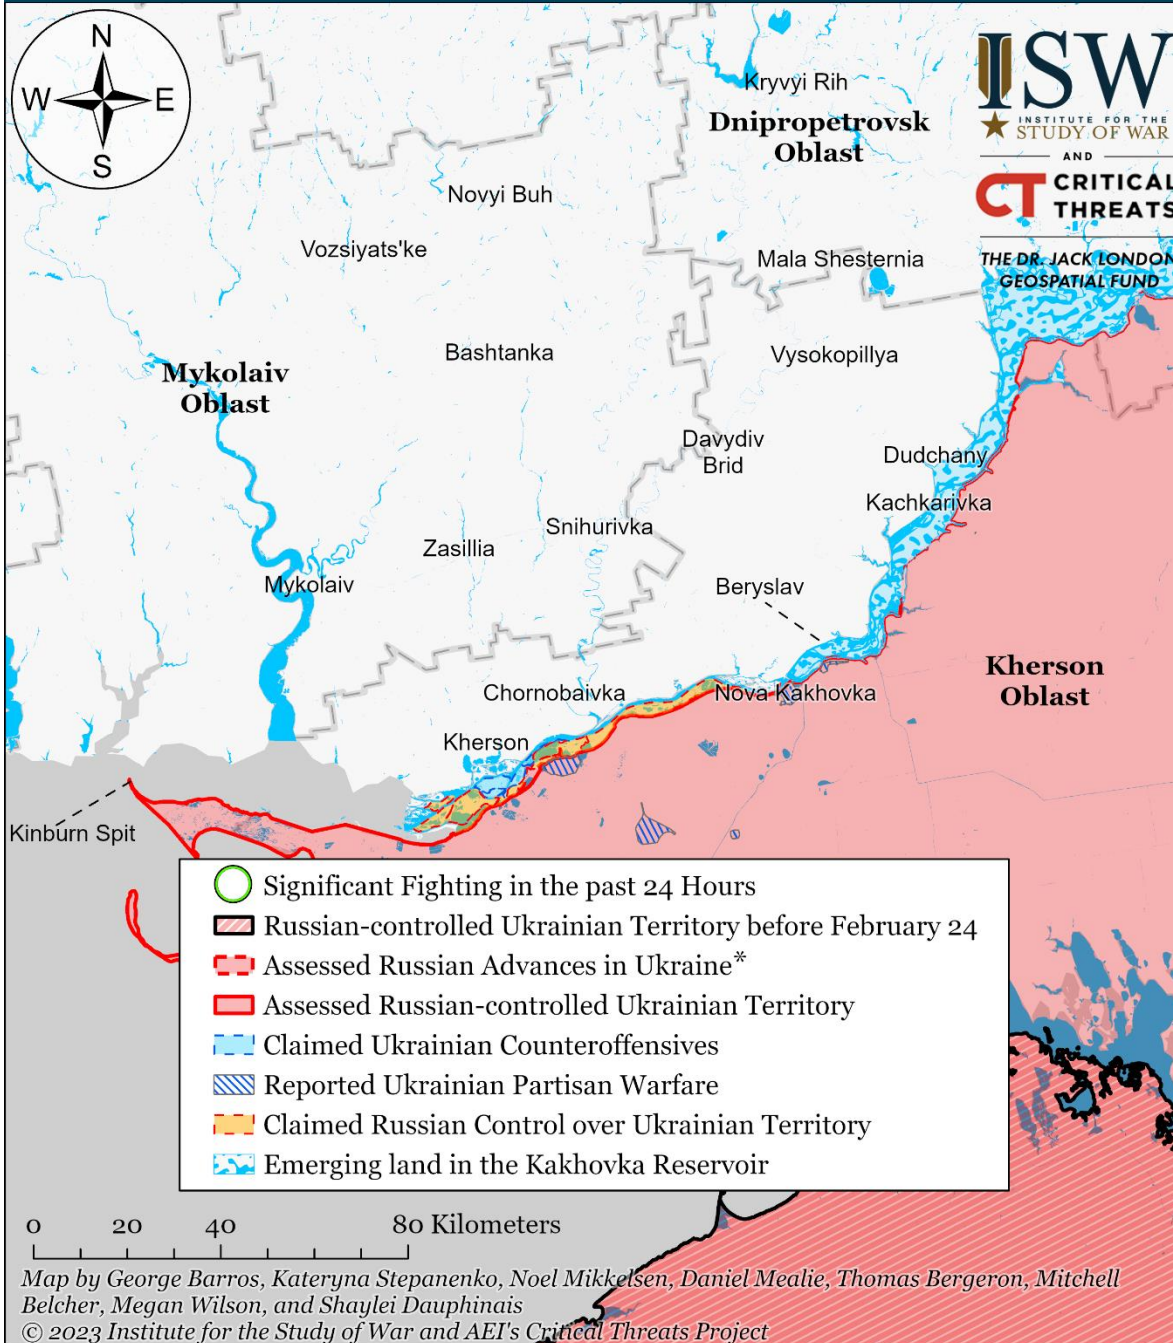 N
W
E
S
ISW
INSTITUTE FOR THE
STUDY OF WAR
AND
CT CRITICAL
THREATS
THE DR. JACK LONDON
GEOSPATIAL FUND
Kryvyi Rih
Dnipropetrovsk
Oblast
Novyi Buh
Vozsiyats'ke
Mala Shesternia
Bashtanka
Vysokopillya
Mykolaiv
Oblast
Davydiv
Brid
Dudchany
Kachkarivka
Snihurivka
Zasillia
Mykolaiv
Beryslav
Kherson
Oblast
Chornobaivka
Nova Kakhovka
Kherson
Kinburn Spit
Significant Fighting in the past 24 Hours
Russian-controlled Ukrainian Territory before February 24
Assessed Russian Advances in Ukraine*
Assessed Russian-controlled Ukrainian Territory
Claimed Ukrainian Counteroffensives
Reported Ukrainian Partisan Warfare
Claimed Russian Control over Ukrainian Territory
Emerging land in the Kakhovka Reservoir
0 20 40 80 Kilometers
Map by George Barros, Kateryna Stepanenko, Noel Mikkelsen, Daniel Mealie, Thomas Bergeron, Mitchell
Belcher, Megan Wilson, and Shaylei Dauphinais
© 2023 Institute for the Study of War and AEI's Critical Threats Project